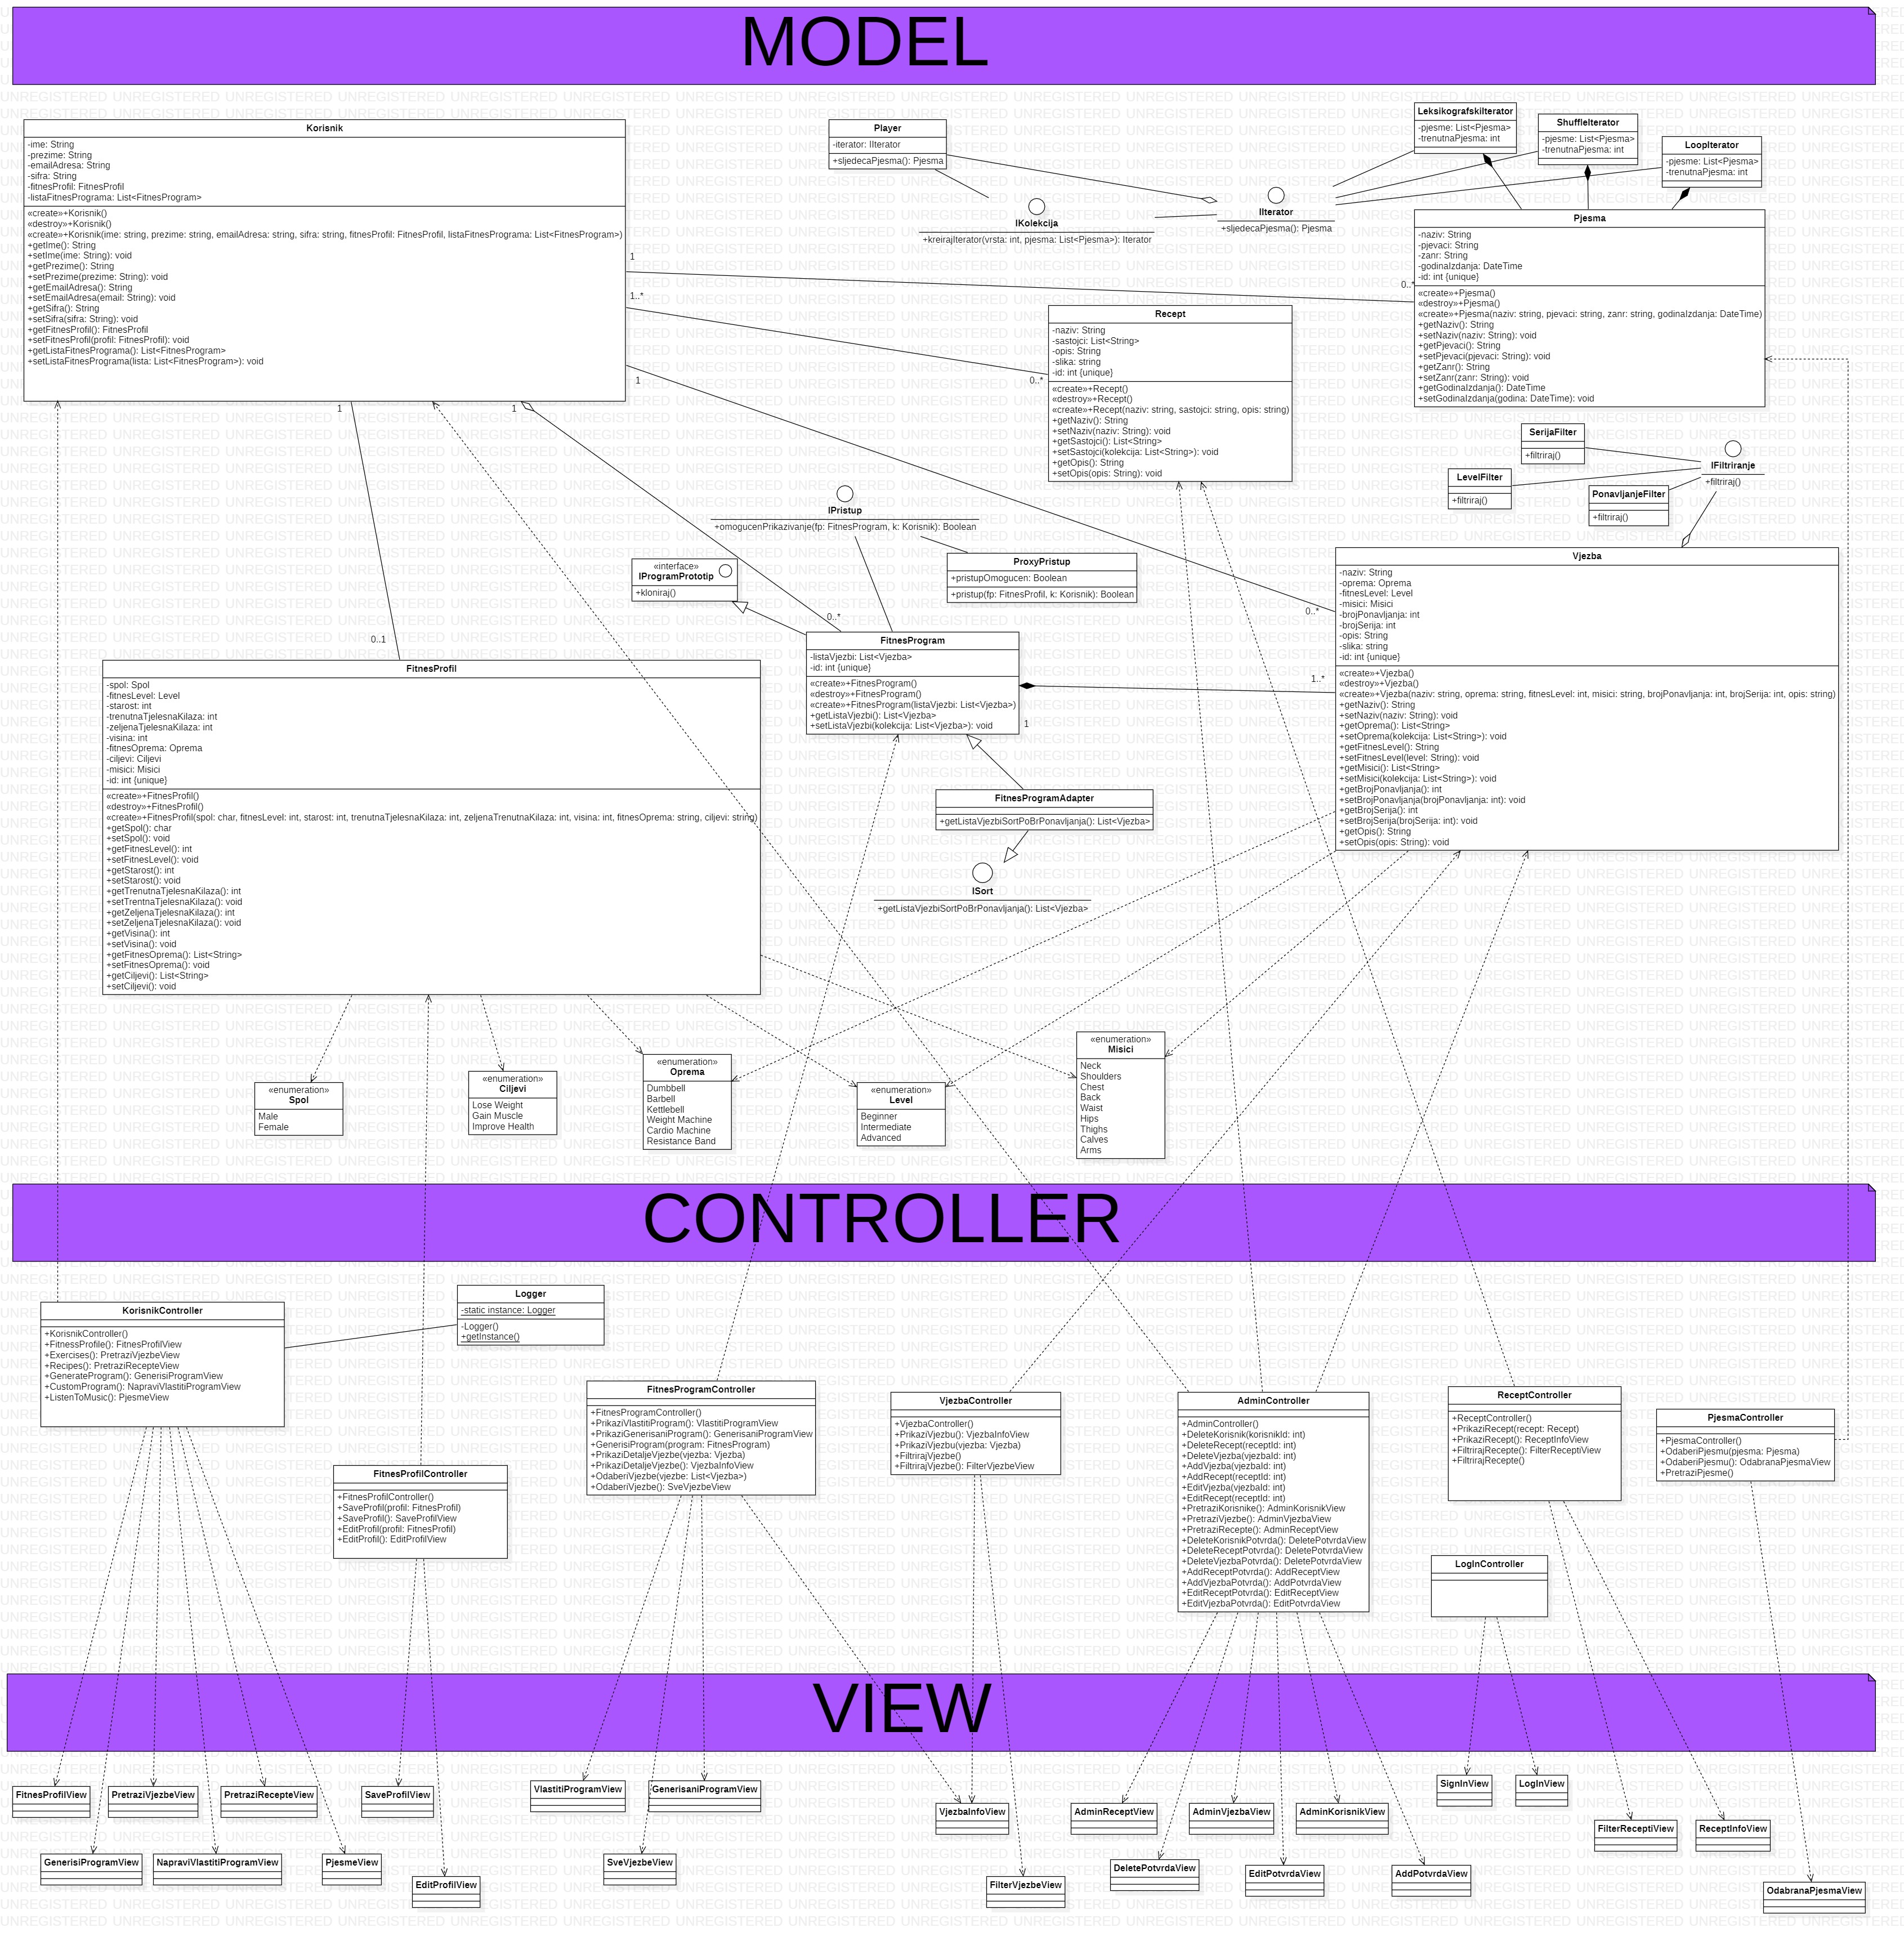 MODEL
Korisnik
-ime: String
-prezime: String
-emailAdresa: String
-sifra: String
-fitnesProfil: FitnesProfil
-listaFitnesPrograma: List<FitnesProgram>
«create»+Korisnik()
«destroy»+Korisnik()
«create»+Korisnik(ime: string, prezime: string, emailAdresa: string, sifra: string, fitnesProfil: FitnesProfil, listaFitnesPrograma: List<FitnesProgram>)
+getIme(): String
+setIme(ime: String): void
+getPrezime(): String
+setPrezime(prezime: String): void
+getEmailAdresa(): String
+setEmailAdresa(email: String): void
+getSifra(): String
+setSifra(sifra: String): void
+getFitnesProfil(): FitnesProfil
+setFitnesProfil(profil: FitnesProfil): void
+getListaFitnesPrograma(): List<FitnesProgram>
+setListaFitnesPrograma(lista: List<FitnesProgram>): void
Player
-iterator: IIterator
+sljedecaPjesma(): Pjesma
IKolekcija
+kreirajIterator(vrsta: int, pjesma: List<Pjesma>): Iterator
IIterator
+sljedecaPjesma(): Pjesma
LeksikografskiIterator
-pjesme: List<Pjesma>
-trenutnaPjesma: int
ShuffleIterator
-pjesme: List<Pjesma>
-trenutnaPjesma: int
LoopIterator
-pjesme: List<Pjesma>
-trenutnaPjesma: int
Pjesma
-naziv: String
-pjevaci: String
-zanr: String
-godinaIzdanja: DateTime
-id: int {unique}
«create»+Pjesma()
«destroy»+Pjesma()
«create»+Pjesma(naziv: string, pjevaci: string, zanr: string, godinaIzdanja: DateTime)
+getNaziv(): String
+setNaziv(naziv: String): void
+getPjevaci(): String
+setPjevaci(pjevaci: String): void
+getZanr(): String
+setZanr(zanr: String): void
+getGodinaIzdanja(): DateTime
+setGodinaIzdanja(godina: DateTime): void
1
0..*
1..*
0..*
1
0..*
1
0..1
1
0..*
Recept
-naziv: String
-sastojci: List<String>
-opis: String
-slika: string
-id: int {unique}
«create»+Recept()
«destroy»+Recept()
«create»+Recept(naziv: string, sastojci: string, opis: string)
+getNaziv(): String
+setNaziv(naziv: String): void
+getSastojci(): List<String>
+setSastojci(kolekcija: List<String>): void
+getOpis(): String
+setOpis(opis: String): void
SerijaFilter
+filtriraj()
LevelFilter
+filtriraj()
PonavljanjeFilter
+filtriraj()
IFiltriranje
+filtriraj()
IPristup
+omogucenPrikazivanje(fp: FitnesProgram, k: Korisnik): Boolean
«interface»
IProgramPrototip
+kloniraj()
ProxyPristup
+pristupOmogucen: Boolean
+pristup(fp: FitnesProfil, k: Korisnik): Boolean
FitnesProgram
-listaVjezbi: List<Vjezba>
-id: int {unique}
«create»+FitnesProgram()
«destroy»+FitnesProgram()
«create»+FitnesProgram(listaVjezbi: List<Vjezba>)
+getListaVjezbi(): List<Vjezba>
+setListaVjezbi(kolekcija: List<Vjezba>): void
1
1..*
Vjezba
-naziv: String
-oprema: Oprema
-fitnesLevel: Level
-misici: Misici
-brojPonavljanja: int
-brojSerija: int
-opis: String
-slika: string
-id: int {unique}
«create»+Vjezba()
«destroy»+Vjezba()
«create»+Vjezba(naziv: string, oprema: string, fitnesLevel: int, misici: string, brojPonavljanja: int, brojSerija: int, opis: string)
+getNaziv(): String
+setNaziv(naziv: String): void
+getOprema(): List<String>
+setOprema(kolekcija: List<String>): void
+getFitnesLevel(): String
+setFitnesLevel(level: String): void
+getMisici(): List<String>
+setMisici(kolekcija: List<String>): void
+getBrojPonavljanja(): int
+setBrojPonavljanja(brojPonavljanja: int): void
+getBrojSerija(): int
+setBrojSerija(brojSerija: int): void
+getOpis(): String
+setOpis(opis: String): void
FitnesProfil
-spol: Spol
-fitnesLevel: Level
-starost: int
-trenutnaTjelesnaKilaza: int
-zeljenaTjelesnaKilaza: int
-visina: int
-fitnesOprema: Oprema
-ciljevi: Ciljevi
-misici: Misici
-id: int {unique}
«create»+FitnesProfil()
«destroy»+FitnesProfil()
«create»+FitnesProfil(spol: char, fitnesLevel: int, starost: int, trenutnaTjelesnaKilaza: int, zeljenaTrenutnaKilaza: int, visina: int, fitnesOprema: string, ciljevi: string)
+getSpol(): char
+setSpol(): void
+getFitnesLevel(): int
+setFitnesLevel(): void
+getStarost(): int
+setStarost(): void
+getTrenutnaTjelesnaKilaza(): int
+setTrentnaTjelesnaKilaza(): void
+getZeljenaTjelesnaKilaza(): int
+setZeljenaTjelesnaKilaza(): void
+getVisina(): int
+setVisina(): void
+getFitnesOprema(): List<String>
+setFitnesOprema(): void
+getCiljevi(): List<String>
+setCiljevi(): void
FitnesProgramAdapter
+getListaVjezbiSortPoBrPonavljanja(): List<Vjezba>
ISort
+getListaVjezbiSortPoBrPonavljanja(): List<Vjezba>
«enumeration»
Spol
Male
Female
«enumeration»
Ciljevi
Lose Weight
Gain Muscle
Improve Health
«enumeration»
Oprema
Dumbbell
Barbell
Kettlebell
Weight Machine
Cardio Machine
Resistance Band
«enumeration»
Level
Beginner
Intermediate
Advanced
«enumeration»
Misici
Neck
Shoulders
Chest
Back
Waist
Hips
Thighs
Calves
Arms
CONTROLLER
KorisnikController
+KorisnikController()
+FitnessProfile(): FitnesProfilView
+Exercises(): PretraziVjezbeView
+Recipes(): PretraziRecepteView
+GenerateProgram(): GenerisiProgramView
+CustomProgram(): NapraviVlastitiProgramView
+ListenToMusic(): PjesmeView
Logger
-static instance: Logger
-Logger()
+getInstance()
FitnesProfilController
+FitnesProfilController()
+SaveProfil(profil: FitnesProfil)
+SaveProfil(): SaveProfilView
+EditProfil(profil: FitnesProfil)
+EditProfil(): EditProfilView
FitnesProgramController
+FitnesProgramController()
+PrikaziVlastitiProgram(): VlastitiProgramView
+PrikaziGenerisaniProgram(): GenerisaniProgramView
+GenerisiProgram(program: FitnesProgram)
+PrikaziDetaljeVjezbe(vjezba: Vjezba)
+PrikaziDetaljeVjezbe(): VjezbaInfoView
+OdaberiVjezbe(vjezbe: List<Vjezba>)
+OdaberiVjezbe(): SveVjezbeView
VjezbaController
+VjezbaController()
+PrikaziVjezbu(): VjezbaInfoView
+PrikaziVjezbu(vjezba: Vjezba)
+FiltrirajVjezbe()
+FiltrirajVjezbe(): FilterVjezbeView
AdminController
+AdminController()
+DeleteKorisnik(korisnikId: int)
+DeleteRecept(receptId: int)
+DeleteVjezba(vjezbaId: int)
+AddVjezba(vjezbaId: int)
+AddRecept(receptId: int)
+EditVjezba(vjezbaId: int)
+EditRecept(receptId: int)
+PretraziKorisnike(): AdminKorisnikView
+PretraziVjezbe(): AdminVjezbaView
+PretraziRecepte(): AdminReceptView
+DeleteKorisnikPotvrda(): DeletePotvrdaView
+DeleteReceptPotvrda(): DeletePotvrdaView
+DeleteVjezbaPotvrda(): DeletePotvrdaView
+AddReceptPotvrda(): AddReceptView
+AddVjezbaPotvrda(): AddPotvrdaView
+EditReceptPotvrda(): EditReceptView
+EditVjezbaPotvrda(): EditPotvrdaView
ReceptController
+ReceptController()
+PrikaziRecept(recept: Recept)
+PrikaziRecept(): ReceptInfoView
+FiltrirajRecepte(): FilterReceptiView
+FiltrirajRecepte()
PjesmaController
+PjesmaController()
+OdaberiPjesmu(pjesma: Pjesma)
+OdaberiPjesmu(): OdabranaPjesmaView
+PretraziPjesme()
LogInController
VIEW
FitnesProfilView
PretraziVjezbeView
PretraziRecepteView
SaveProfilView
VlastitiProgramView
GenerisaniProgramView
VjezbaInfoView
AdminReceptView
AdminVjezbaView
AdminKorisnikView
SignInView
LogInView
FilterReceptiView
ReceptInfoView
GenerisiProgramView
NapraviVlastitiProgramView
PjesmeView
EditProfilView
SveVjezbeView
FilterVjezbeView
DeletePotvrdaView
EditPotvrdaView
AddPotvrdaView
OdabranaPjesmaView